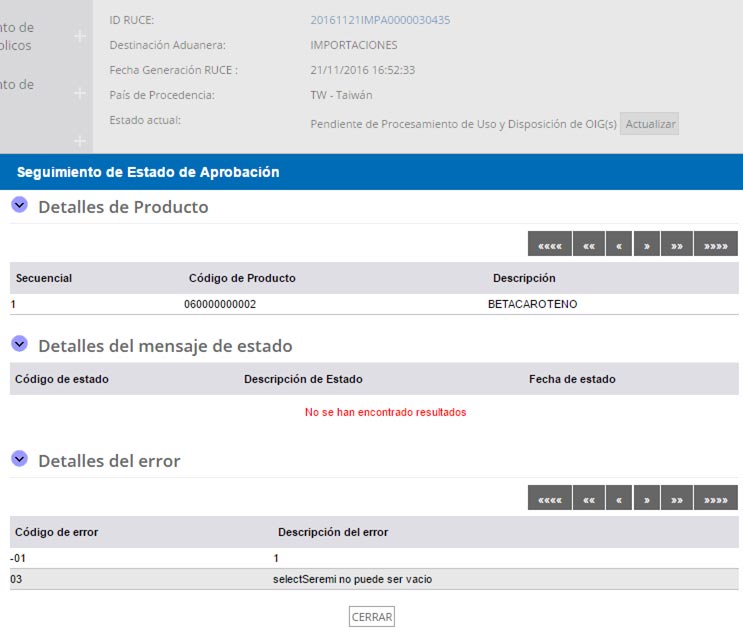 nto de
blicos
nto de
ID RUCE: 20161121IMPA0000030435
Destinación Aduanera: IMPORTACIONES
Fecha Generación RUCE : 21/11/2016 16:52:33
País de Procedencia: TW - Taiwán
Estado actual: Pendiente de Procesamiento de Uso y Disposición de OIG(s) Actualizar
Seguimiento de Estado de Aprobación
Detalles de Producto
«««« «« « » »» »»»»
Secuencial Código de Producto Descripción
1 060000000002 BETACAROTENO
Detalles del mensaje de estado
Código de estado Descripción de Estado Fecha de estado
No se han encontrado resultados
Detalles del error
«««« «« « » »» »»»»
Código de error Descripción del error
-01 1
03 selectSeremi no puede ser vacio
CERRAR